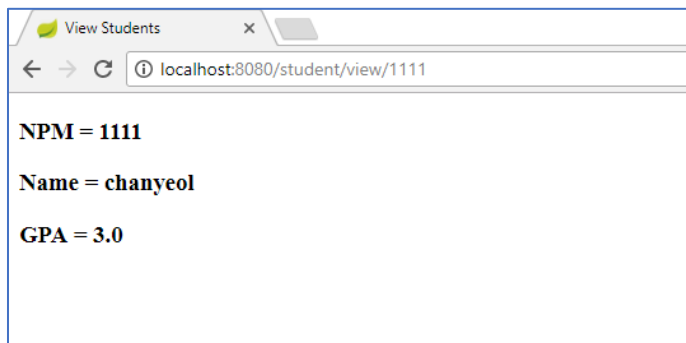 View Students
localhost:8080/student/view/1111
NPM = 1111
Name = chanyeol
GPA = 3.0